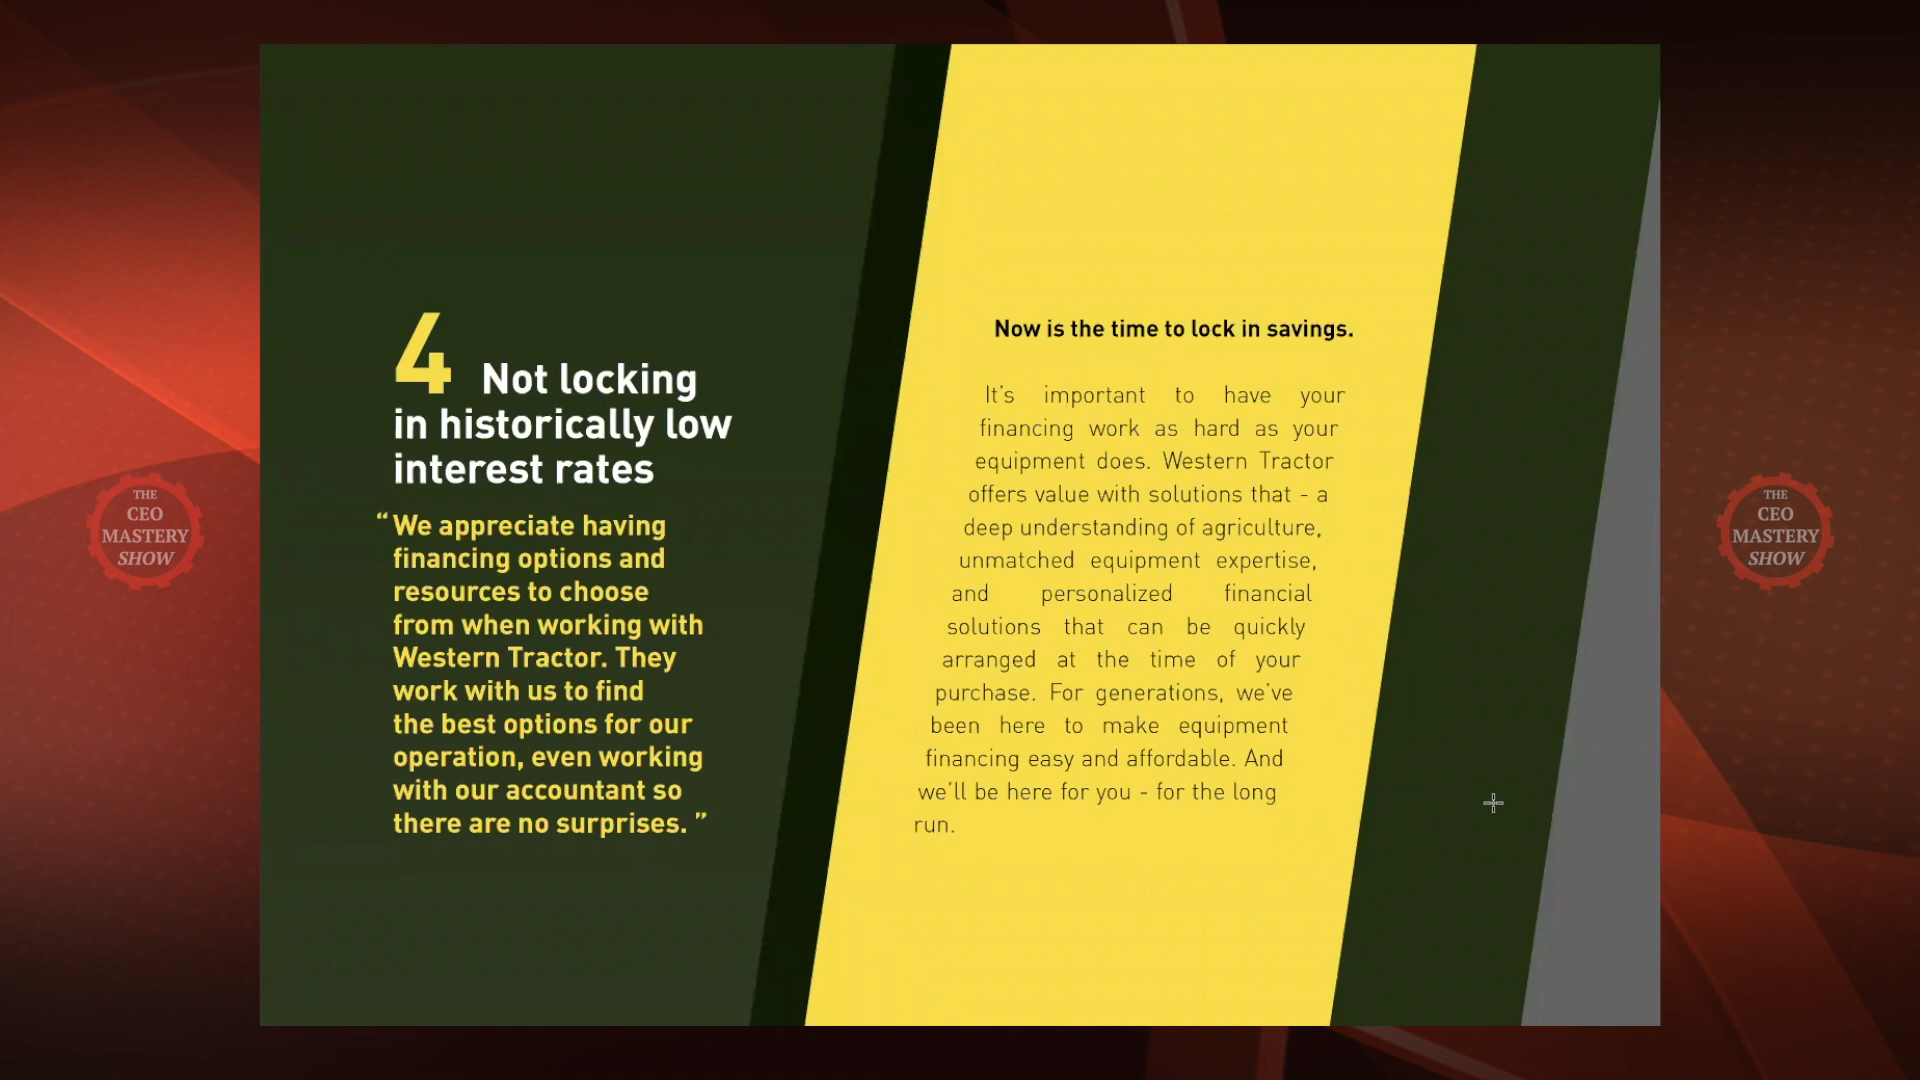 4 Not locking
in historically low
interest rates
“ We appreciate having
financing options and
resources to choose
from when working with
Western Tractor. They
work with us to find
the best options for our
operation, even working
with our accountant so
there are no surprises. ”
Now is the time to lock in savings.
It’s important to have your
financing work as hard as your
equipment does. Western Tractor
offers value with solutions that - a
deep understanding of agriculture,
unmatched equipment expertise,
and personalized financial
solutions that can be quickly
arranged at the time of your
purchase. For generations, we’ve
been here to make equipment
financing easy and affordable. And
we’ll be here for you - for the long
run.
THE
CEO
MASTERY
SHOW
THE
CEO
MASTERY
SHOW